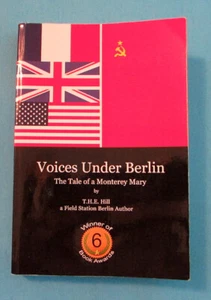 Voices Under Berlin
The Tale of a Monterey Mary
by
T.H.E. Hill
a Field Station Berlin Author
Winner of
6
Book Awards